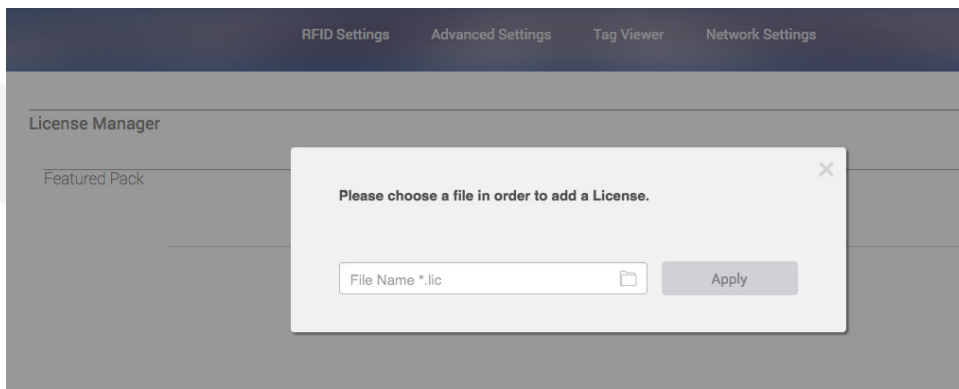 RFID Settings Advanced Settings Tag Viewer Network Settings
License Manager
Featured Pack
Please choose a file in order to add a License.
File Name *.lic
Apply